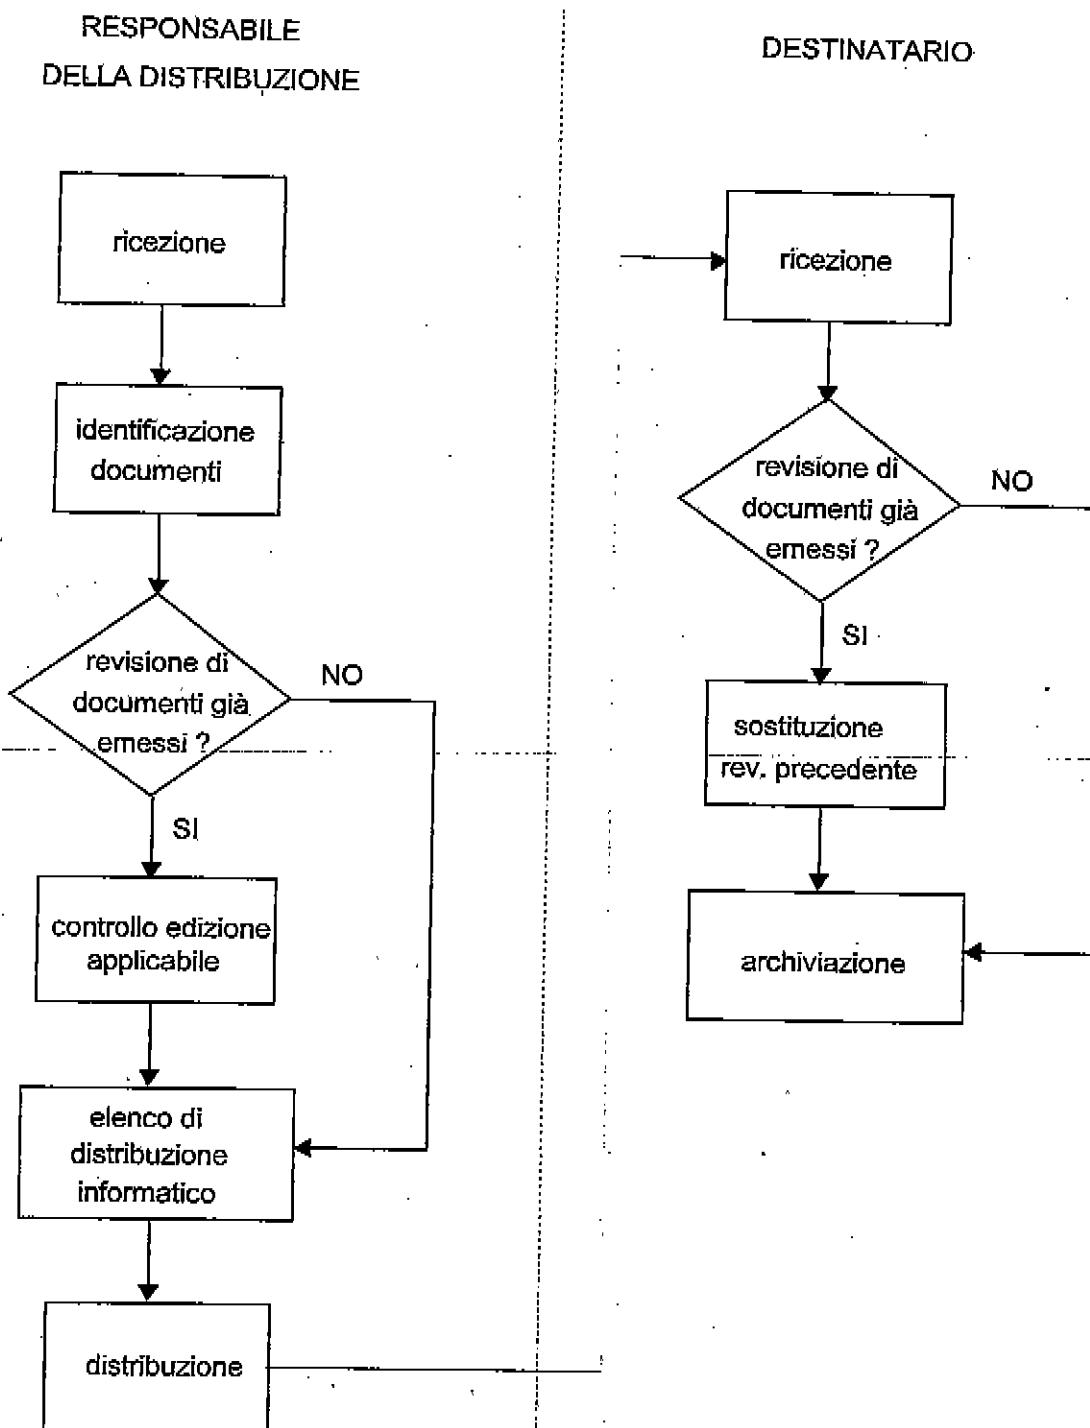 RESPONSABILE
DELLA DISTRIBUZIONE
ricezione
identificazione
documenti
revisione di
documenti già
emessi ?
NO
SI
controllo edizione
applicabile
elenco di
distribuzione
informatico
distribuzione
DESTINATARIO
ricezione
revisione di
documenti già
emessi ?
NO
SI
sostituzione
rev. precedente
archiviazione